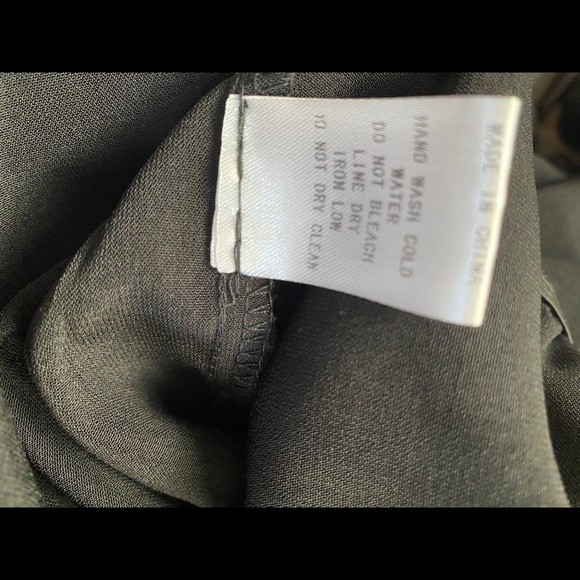 MADE IN CHINA
HAND WASH COLD
WATER
DO NOT BLEACH
LINE DRY
IRON LOW
DO NOT DRY CLEAN